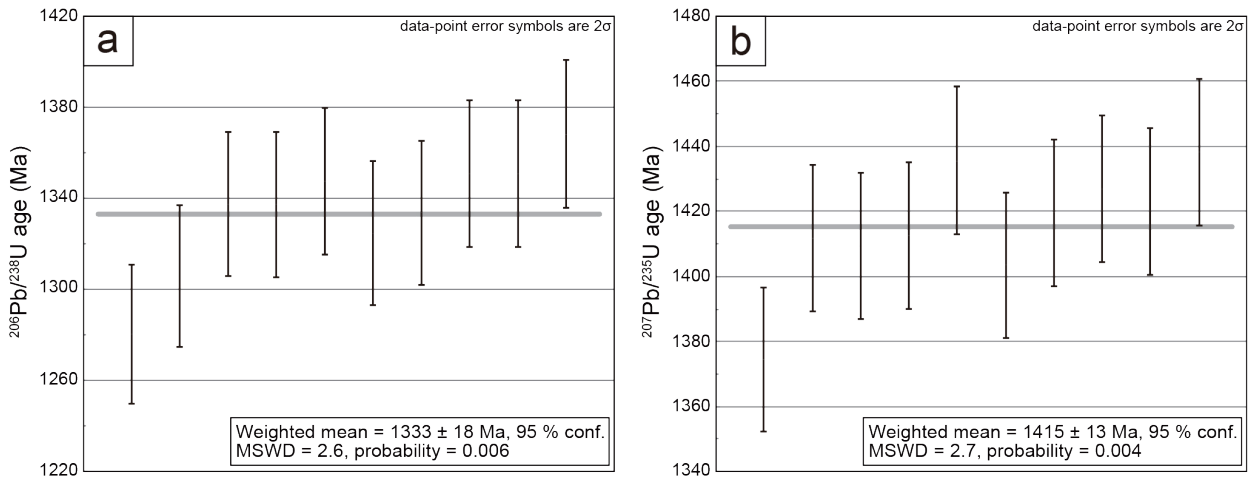 a
data-point error symbols are 2σ
1420
1380
1340
1300
1260
1220
206Pb/238U age (Ma)
Weighted mean = 1333 ± 18 Ma, 95 % conf.
MSWD = 2.6, probability = 0.006
b
data-point error symbols are 2σ
1480
1460
1440
1420
1400
1380
1360
1340
207Pb/235U age (Ma)
Weighted mean = 1415 ± 13 Ma, 95 % conf.
MSWD = 2.7, probability = 0.004